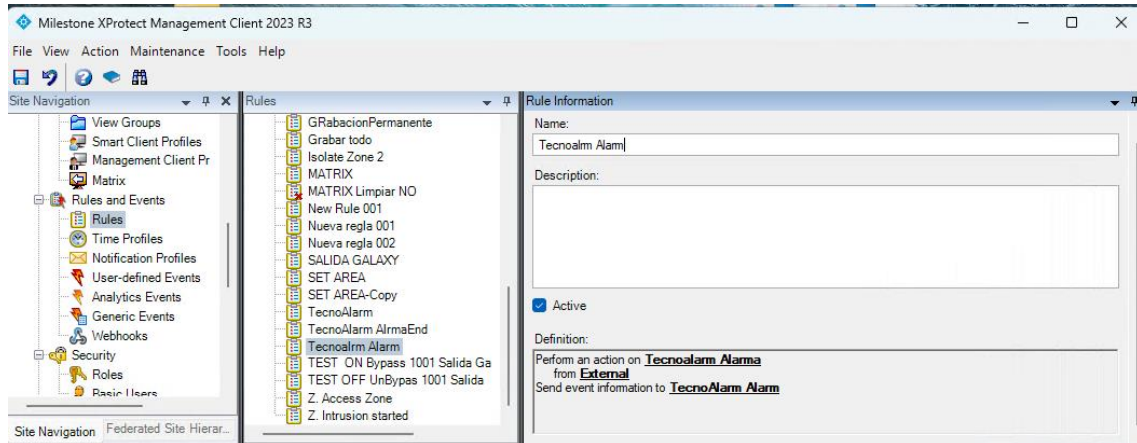 Milestone XProtect Management Client 2023 R3
File View Action Maintenance Tools Help
Site Navigation
View Groups
Smart Client Profiles
Management Client Pr
Matrix
Rules and Events
Rules
Time Profiles
Notification Profiles
User-defined Events
Analytics Events
Generic Events
Webhooks
Security
Roles
Basic Users
Site Navigation Federated Site Hierar...
Rules
GRabacionPermanente
Grabar todo
Isolate Zone 2
MATRIX
MATRIX Limpiar NO
New Rule 001
Nueva regla 001
Nueva regla 002
SALIDA GALAXY
SET AREA
SET AREA-Copy
TecnoAlarm
TecnoAlarm AlrmaEnd
Tecnoalrm Alarm
TEST ON Bypass 1001 Salida Ga
TEST OFF UnBypas 1001 Salida
Z. Access Zone
Z. Intrusion started
Rule Information
Name:
Tecnoalrm Alarm
Description:
Active
Definition:
Perform an action on Tecnoalarm Alarma
from External
Send event information to TecnoAlarm Alarm